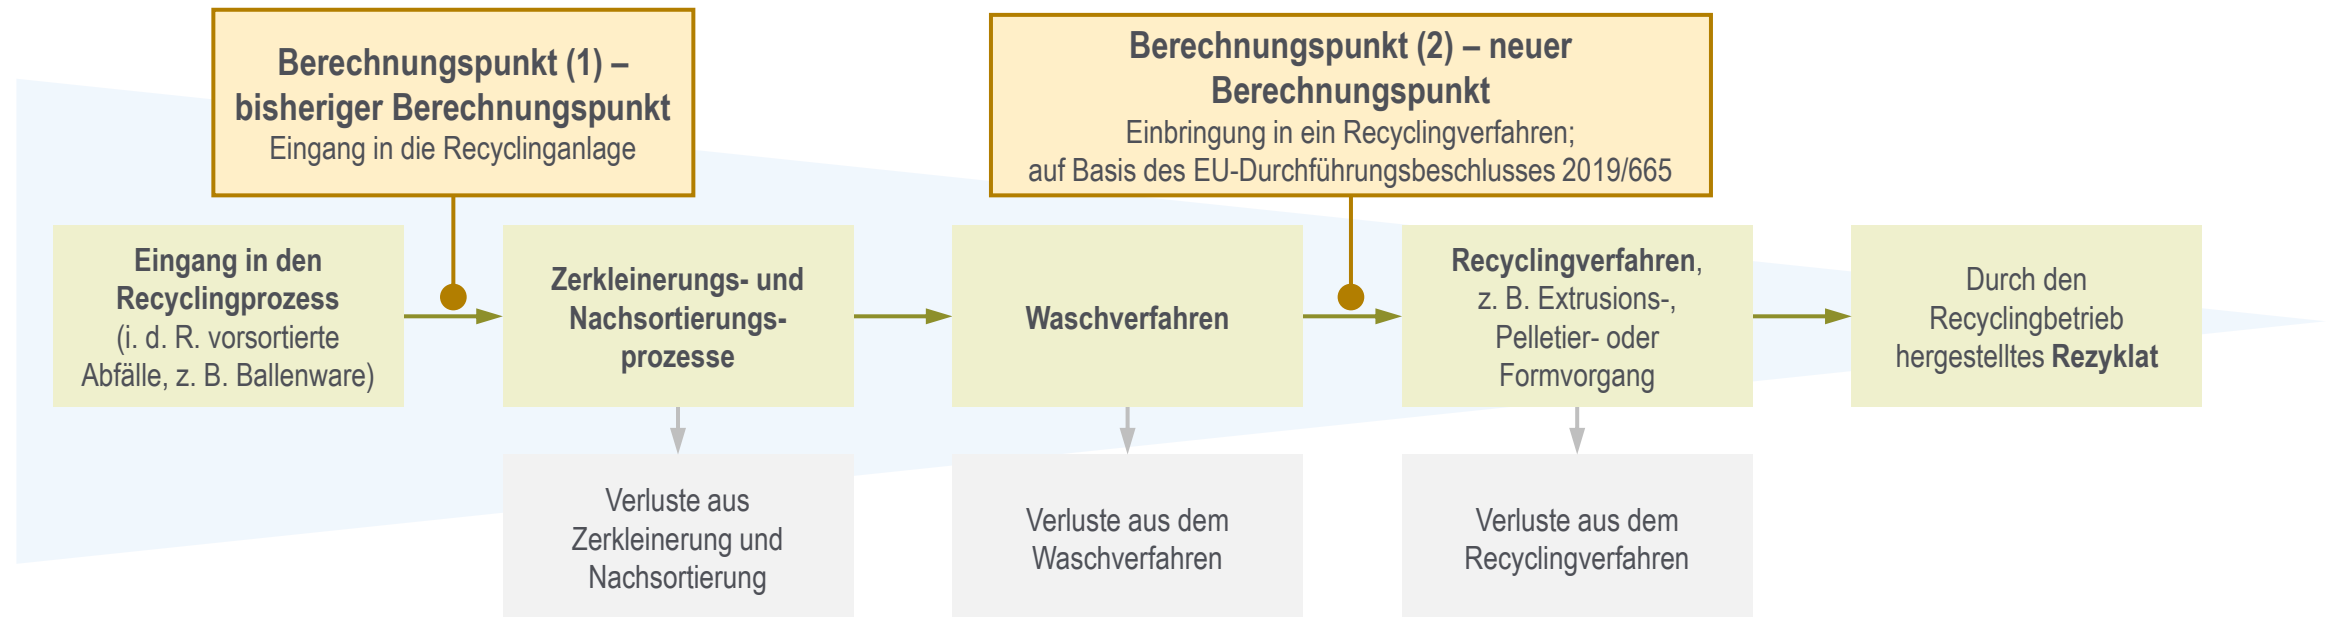 Berechnungspunkt (1) –
bisheriger Berechnungspunkt
Eingang in die Recyclinganlage
Berechnungspunkt (2) – neuer
Berechnungspunkt
Einbringung in ein Recyclingverfahren;
auf Basis des EU-Durchführungsbeschlusses 2019/665
Eingang in den
Recyclingprozess
(i. d. R. vorsortierte
Abfälle, z. B. Ballenware)
Zerkleinerungs- und
Nachsortierungs-
prozesse
Waschverfahren
Recyclingverfahren,
z. B. Extrusions-,
Pelletier- oder
Formvorgang
Durch den
Recyclingbetrieb
hergestelltes Rezyklat
Verluste aus
Zerkleinerung und
Nachsortierung
Verluste aus dem
Waschverfahren
Verluste aus dem
Recyclingverfahren